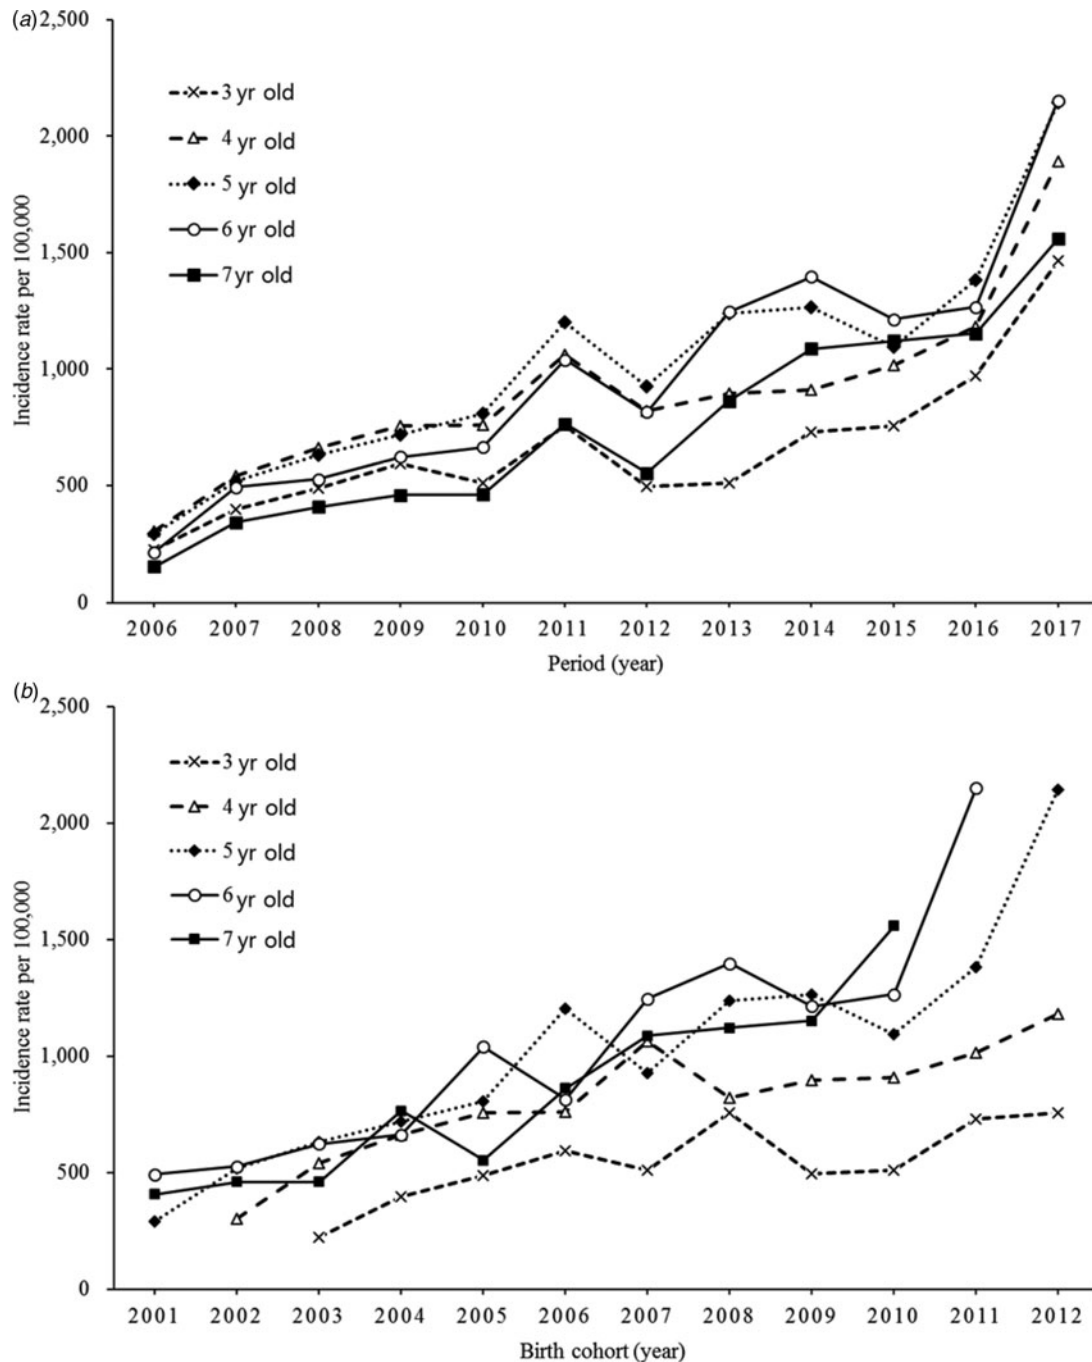 (a)
2,500
2,000
1,500
1,000
500
0
Incidence rate per 100,000
3 yr old
4 yr old
5 yr old
6 yr old
7 yr old
2006 2007 2008 2009 2010 2011 2012 2013 2014 2015 2016 2017
Period (year)
(b)
2,500
2,000
1,500
1,000
500
0
Incidence rate per 100,000
3 yr old
4 yr old
5 yr old
6 yr old
7 yr old
2001 2002 2003 2004 2005 2006 2007 2008 2009 2010 2011 2012
Birth cohort (year)